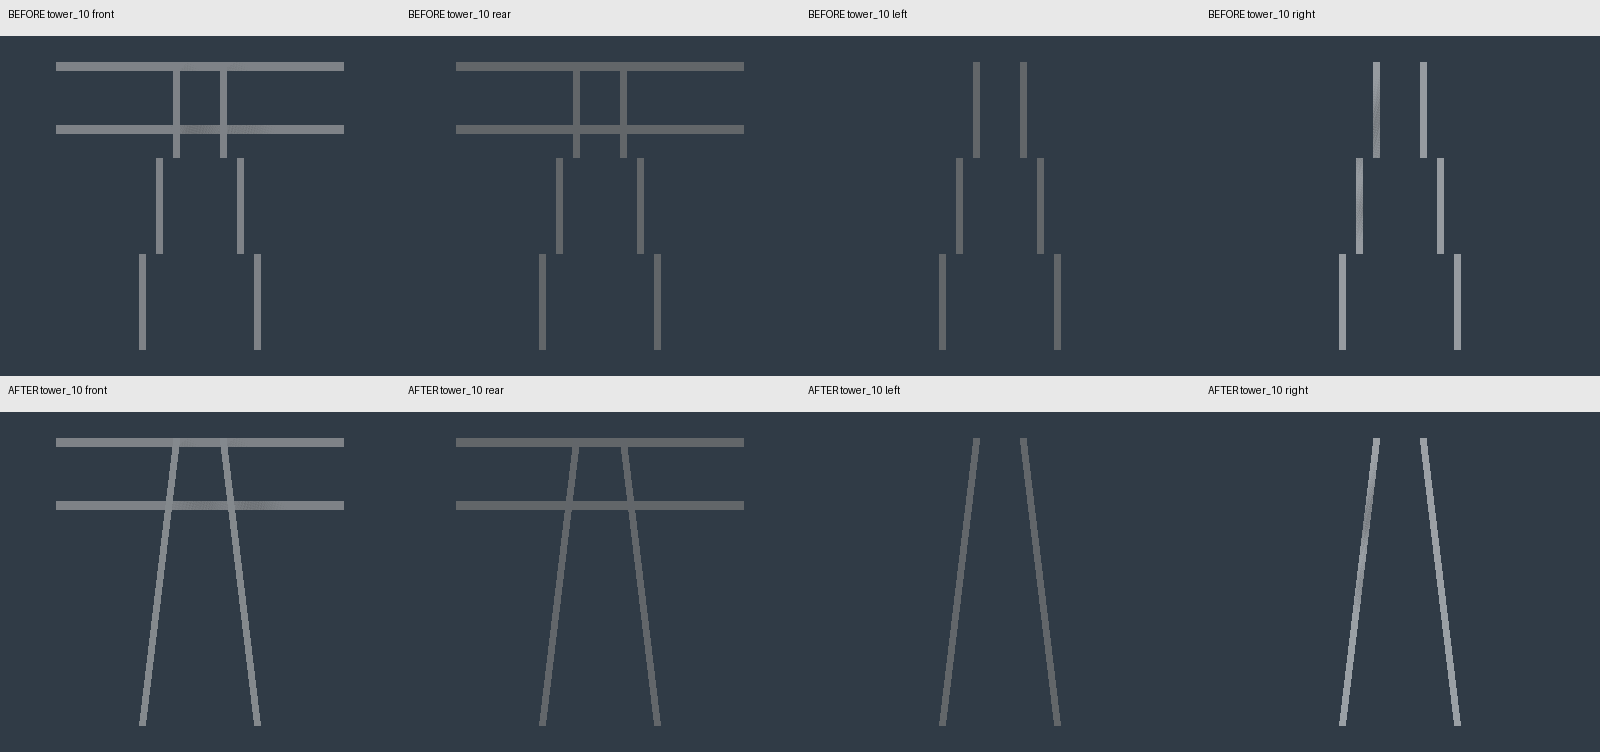 BEFORE tower_10 front
BEFORE tower_10 rear
BEFORE tower_10 left
BEFORE tower_10 right
AFTER tower_10 front
AFTER tower_10 rear
AFTER tower_10 left
AFTER tower_10 right